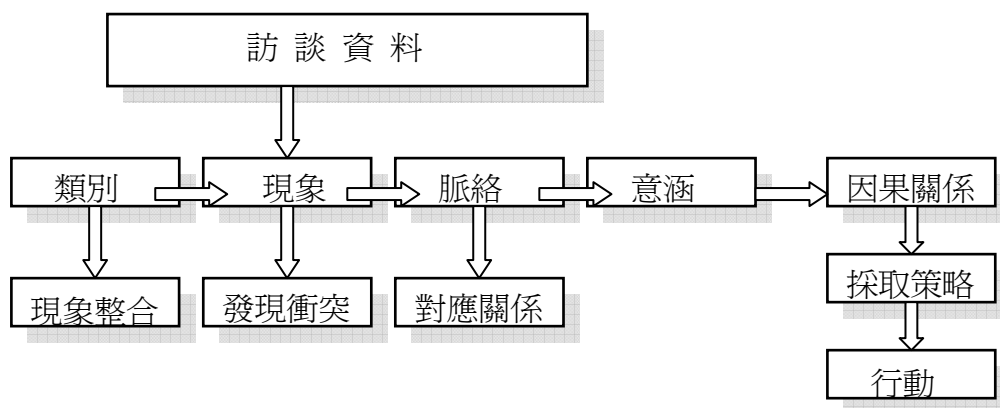 訪 談 資 料
類別
現象
脈絡
意涵
因果關係
現象整合
發現衝突
對應關係
採取策略
行動